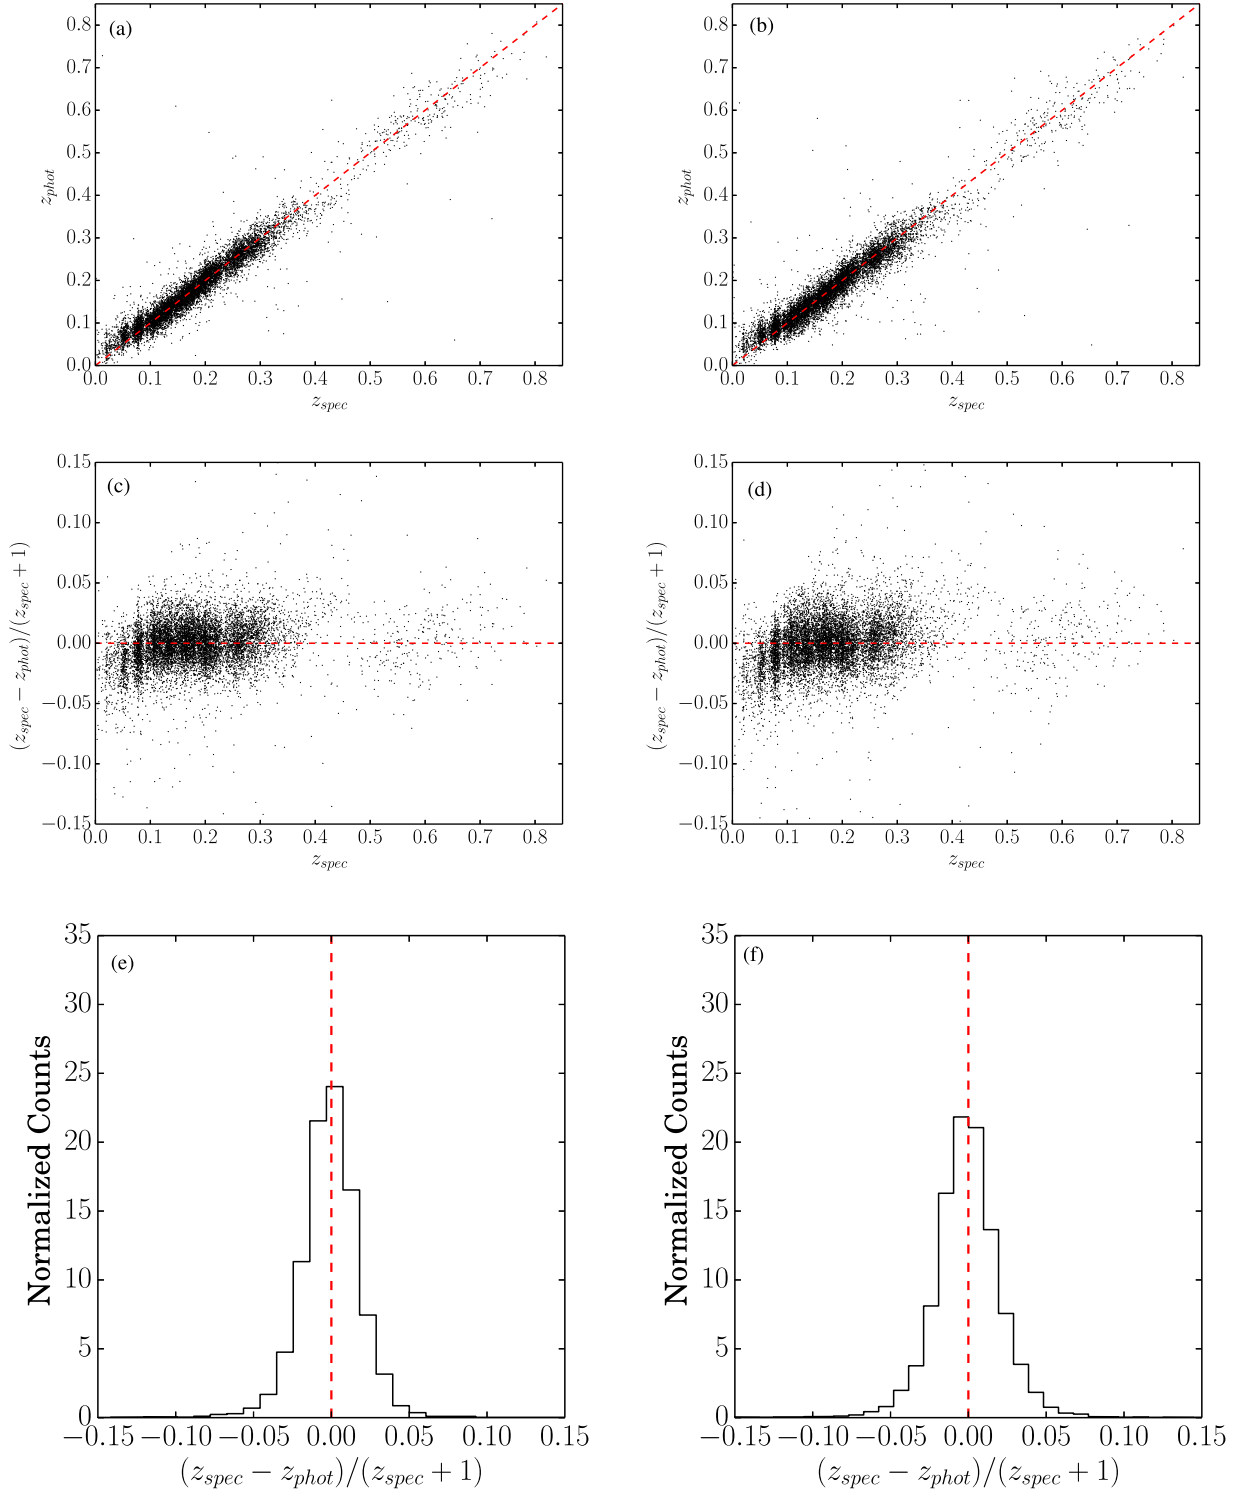 (a)
0.8
0.7
0.6
0.5
0.4
0.3
0.2
0.1
0.0
z_phot
0.0 0.1 0.2 0.3 0.4 0.5 0.6 0.7 0.8
z_spec
(b)
0.8
0.7
0.6
0.5
0.4
0.3
0.2
0.1
0.0
z_phot
0.0 0.1 0.2 0.3 0.4 0.5 0.6 0.7 0.8
z_spec
(c)
0.15
0.10
0.05
0.00
−0.05
−0.10
−0.15
(z_spec − z_phot)/(z_spec + 1)
0.0 0.1 0.2 0.3 0.4 0.5 0.6 0.7 0.8
z_spec
(d)
0.15
0.10
0.05
0.00
−0.05
−0.10
−0.15
(z_spec − z_phot)/(z_spec + 1)
0.0 0.1 0.2 0.3 0.4 0.5 0.6 0.7 0.8
z_spec
(e)
35
30
25
20
15
10
5
0
Normalized Counts
−0.15 −0.10 −0.05 0.00 0.05 0.10 0.15
(z_spec − z_phot)/(z_spec + 1)
(f)
35
30
25
20
15
10
5
0
Normalized Counts
−0.15 −0.10 −0.05 0.00 0.05 0.10 0.15
(z_spec − z_phot)/(z_spec + 1)